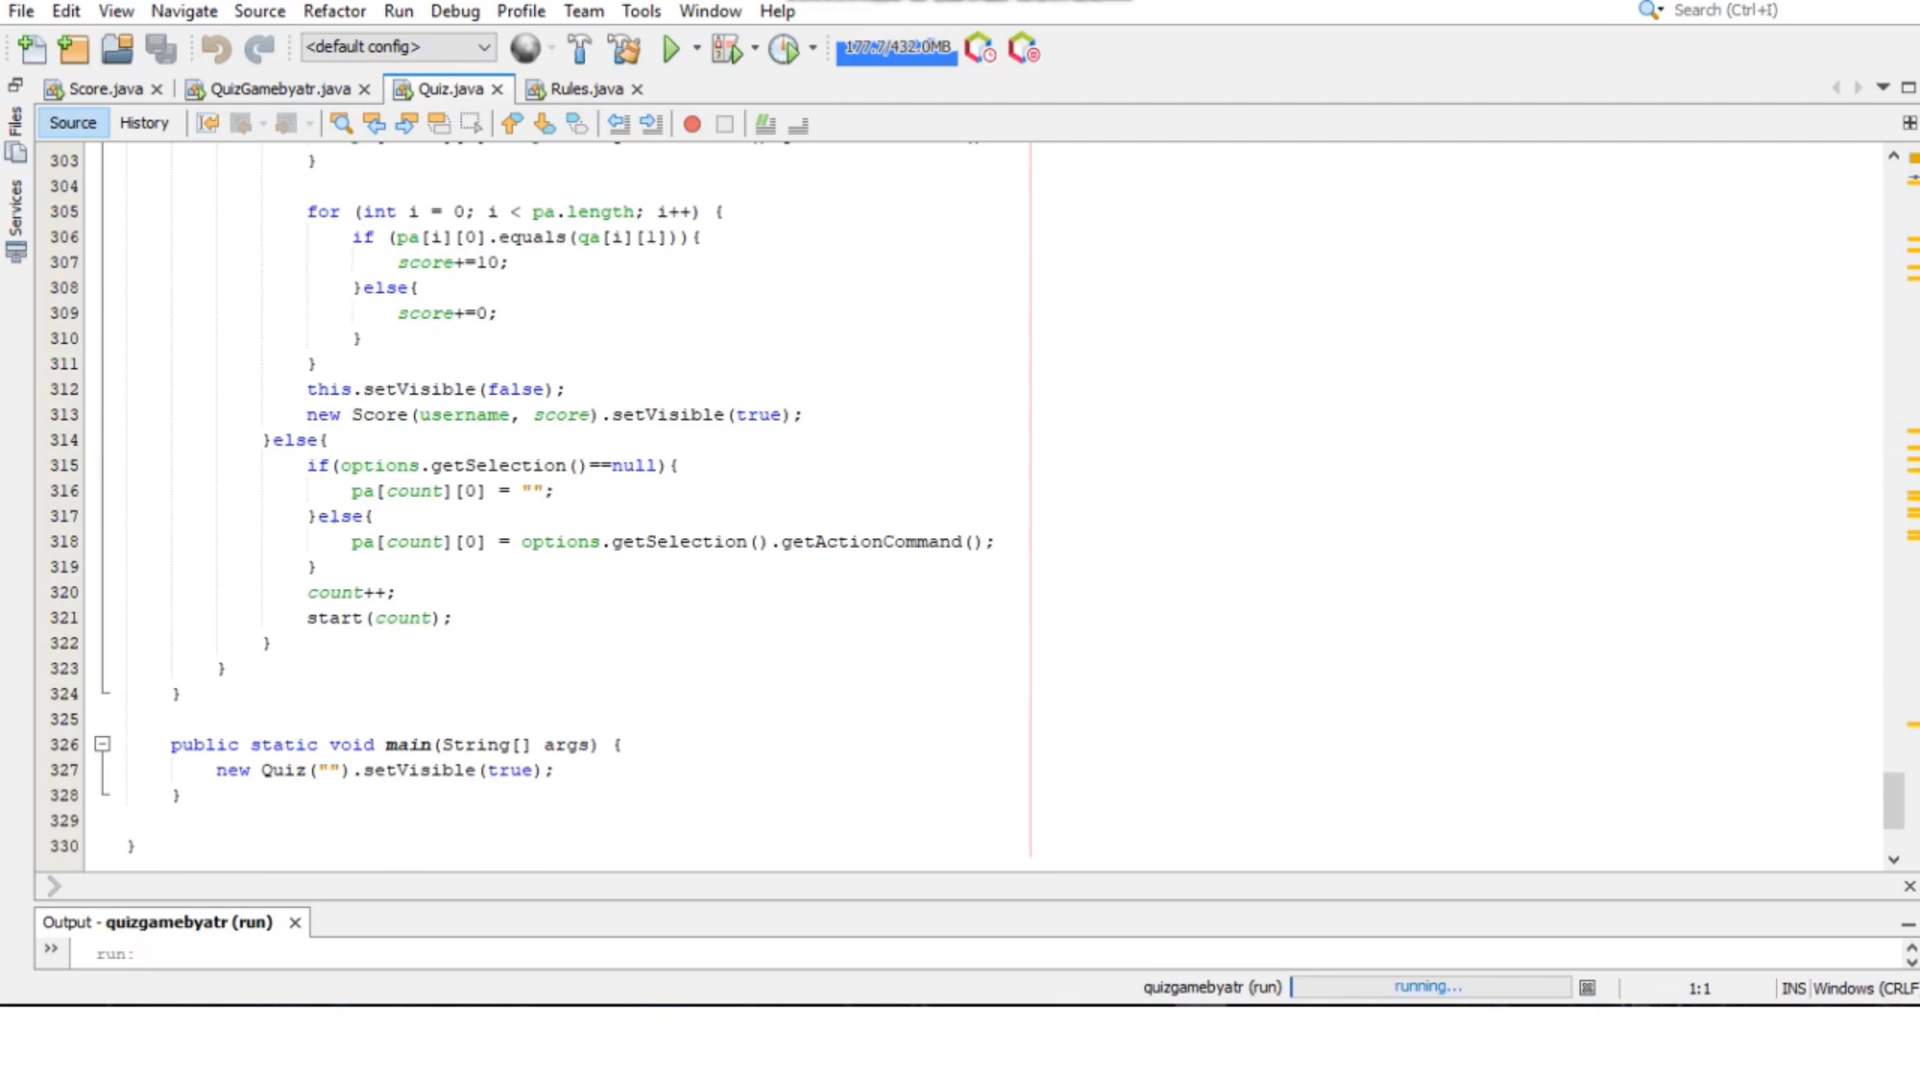 File Edit View Navigate Source Refactor Run Debug Profile Team Tools Window Help
Search (Ctrl+I)
<default config>
177.7/432.0MB
Score.java QuizGamebyatr.java Quiz.java Rules.java
Source History
Files
Services
303 }
304
305 for (int i = 0; i < pa.length; i++) {
306 if (pa[i][0].equals(qa[i][1])){
307 score+=10;
308 }else{
309 score+=0;
310 }
311 }
312 this.setVisible(false);
313 new Score(username, score).setVisible(true);
314 }else{
315 if(options.getSelection()==null){
316 pa[count][0] = "";
317 }else{
318 pa[count][0] = options.getSelection().getActionCommand();
319 }
320 count++;
321 start(count);
322 }
323 }
324 }
325
326 public static void main(String[] args) {
327 new Quiz("").setVisible(true);
328 }
329
330 }
Output - quizgamebyatr (run)
run:
quizgamebyatr (run) running... 1:1 INS Windows (CRLF